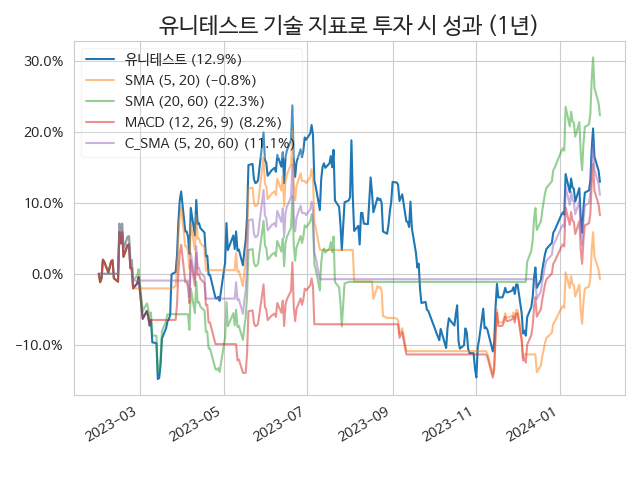 유니테스트 기술 지표로 투자 시 성과 (1년)
30.0%
20.0%
10.0%
0.0%
−10.0%
유니테스트 (12.9%)
SMA (5, 20) (−0.8%)
SMA (20, 60) (22.3%)
MACD (12, 26, 9) (8.2%)
C_SMA (5, 20, 60) (11.1%)
2023−03
2023−05
2023−07
2023−09
2023−11
2024−01